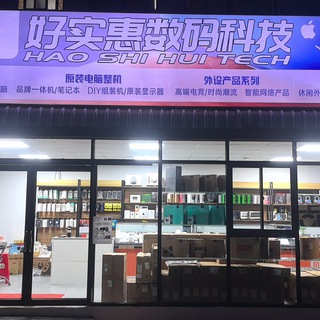 好实惠数码科技
HAO SHI HUI TECH
原装电脑整机 外设产品系列
脑 品牌一体机/笔记本 DIY组装机/原装显示器 高端电竞/时尚潮流 智能网络产品 休闲外